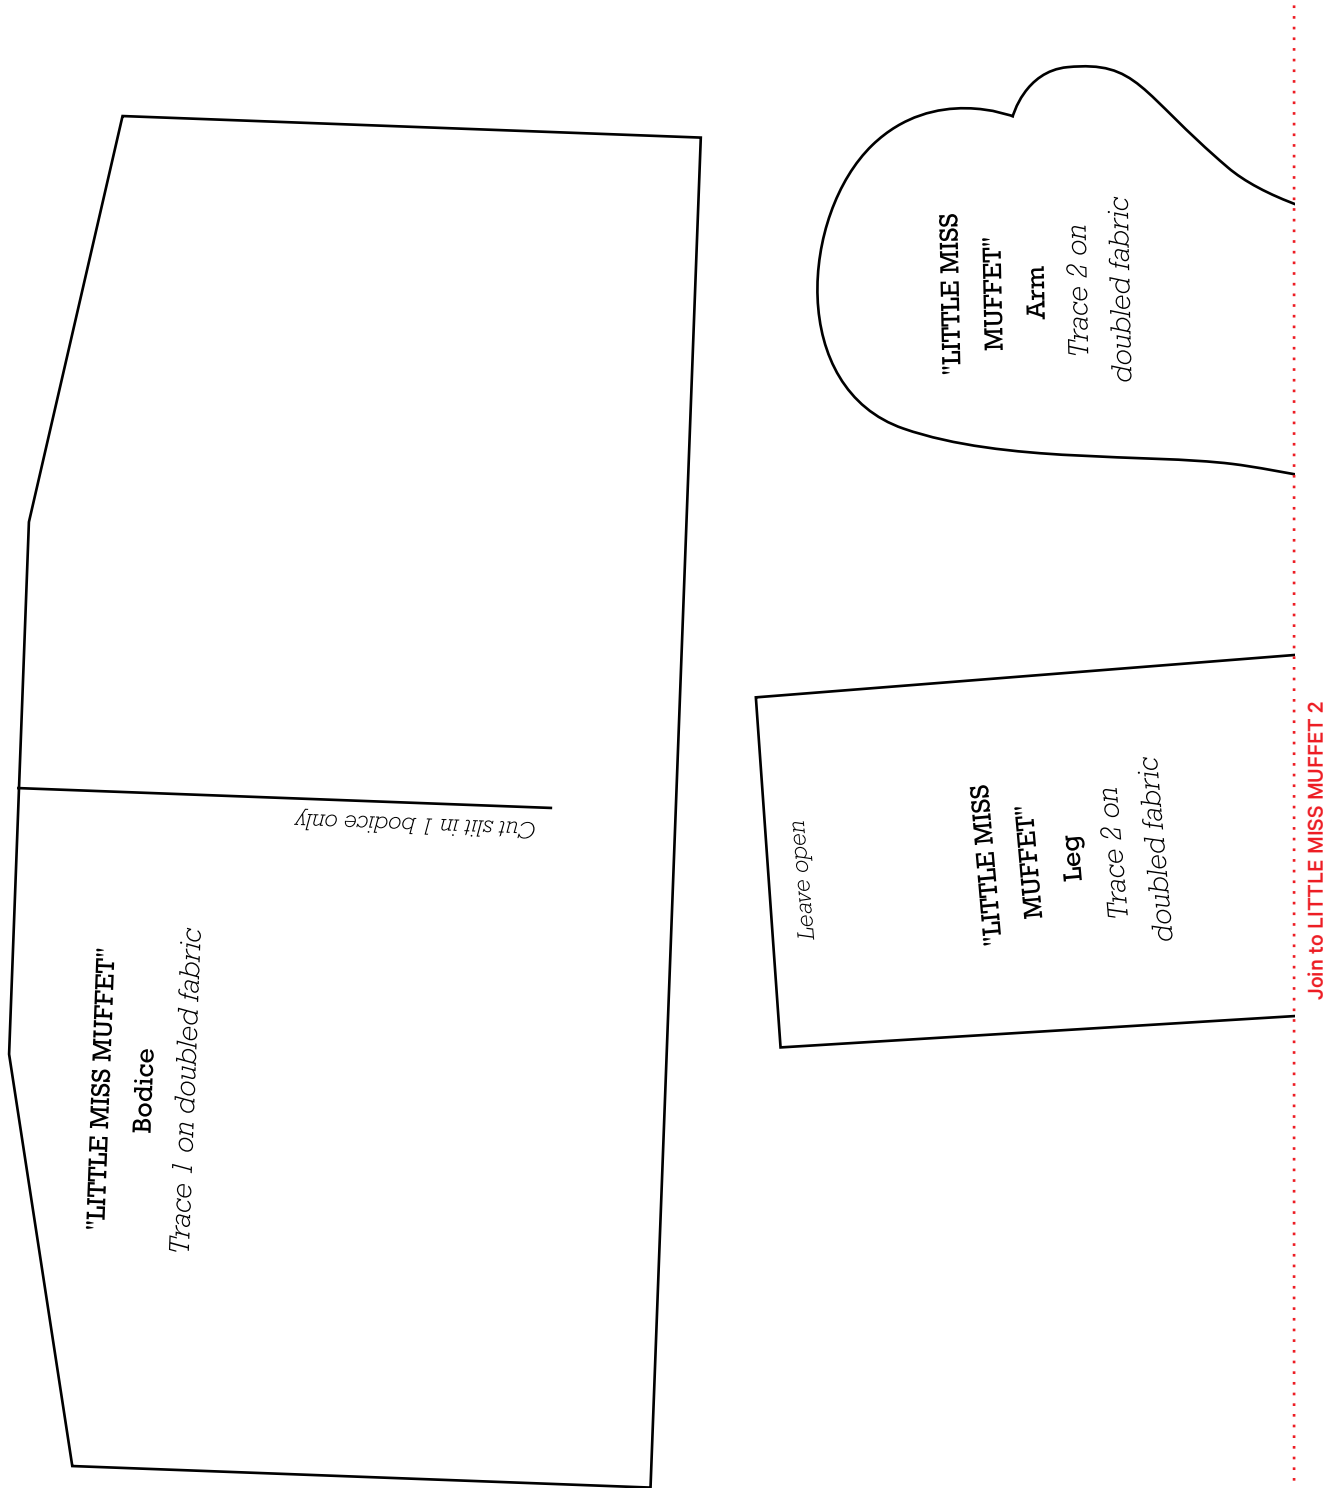 "LITTLE MISS MUFFET"
Bodice
Trace 1 on doubled fabric
Cut slit in 1 bodice only
"LITTLE MISS
MUFFET"
Arm
Trace 2 on
doubled fabric
Leave open
"LITTLE MISS
MUFFET"
Leg
Trace 2 on
doubled fabric
Join to LITTLE MISS MUFFET 2